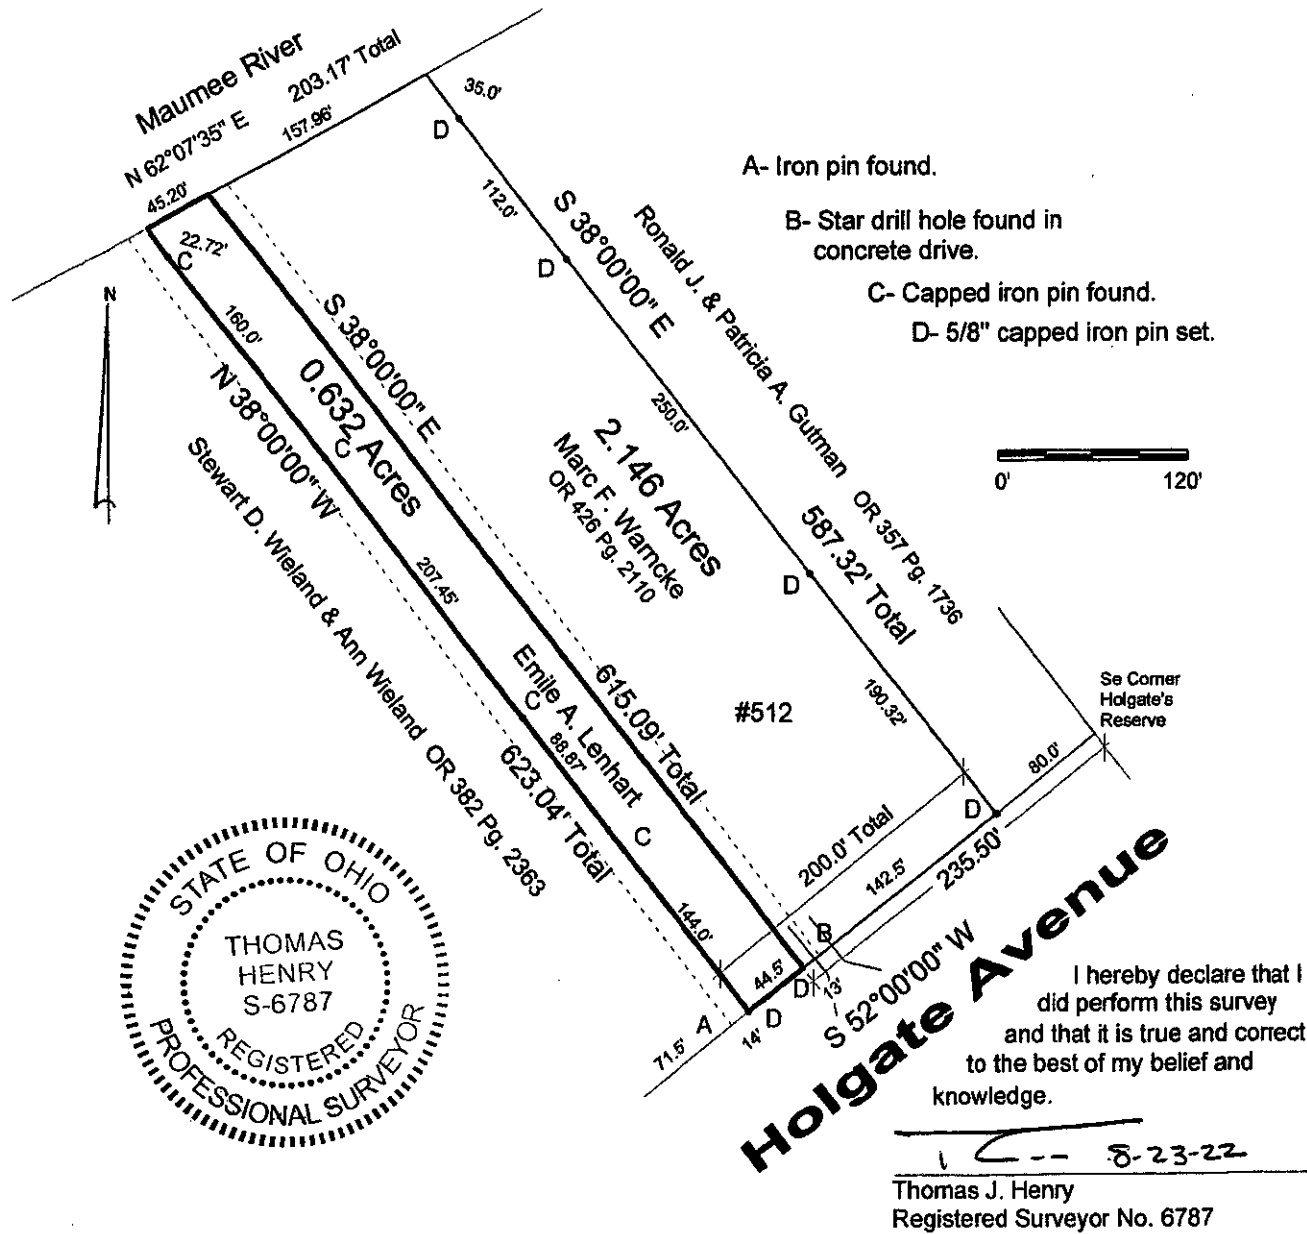 Maumee River
N 62°07'35" E
203.17' Total
157.96'
45.20'
35.0'
D
112.0'
D
S 38°00'00" E
Ronald J. & Patricia A. Gutman OR 357 Pg. 1736
A- Iron pin found.
B- Star drill hole found in
concrete drive.
C- Capped iron pin found.
D- 5/8" capped iron pin set.
0' 120'
N
22.72'
C
160.0'
S 38°00'00" E
0.632 Acres
N 38°00'00" W
C
Stewart D. Wieland & Ann Wieland OR 382 Pg. 2363
207.45'
250.0'
2.146 Acres
Marc F. Warncke
OR 426 Pg. 2110
587.32' Total
D
190.32'
#512
Emile A. Lenhart
615.09' Total
C
88.87'
623.04' Total
C
144.0'
Se Corner
Holgate's
Reserve
80.0'
D
200.0' Total
142.5'
235.50'
B
44.5'
D
13'
A
D
14'
71.5'
S 52°00'00" W
Holgate Avenue
STATE OF OHIO
THOMAS
HENRY
S-6787
REGISTERED
PROFESSIONAL SURVEYOR
I hereby declare that I
did perform this survey
and that it is true and correct
to the best of my belief and
knowledge.
8-23-22
Thomas J. Henry
Registered Surveyor No. 6787